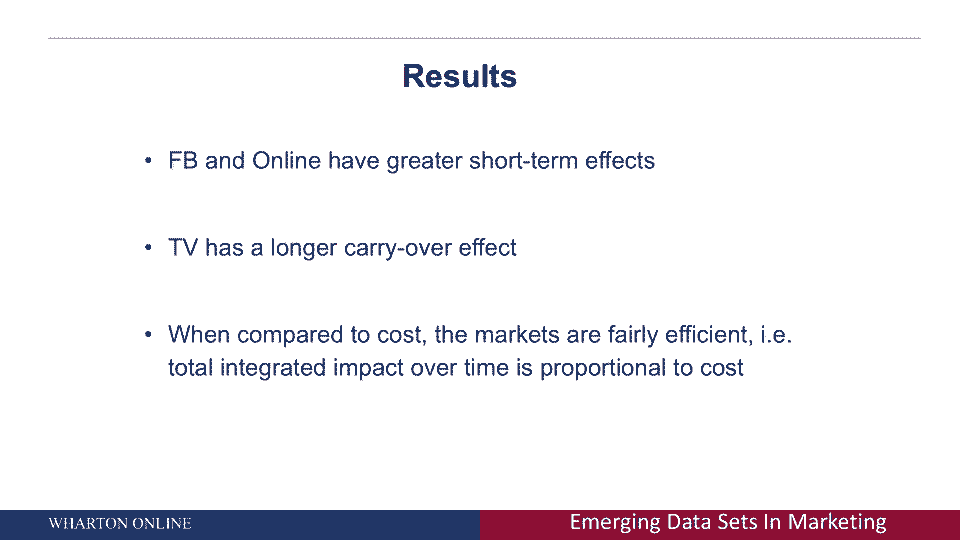 Results
• FB and Online have greater short-term effects
• TV has a longer carry-over effect
• When compared to cost, the markets are fairly efficient, i.e.
total integrated impact over time is proportional to cost
WHARTON ONLINE
Emerging Data Sets In Marketing